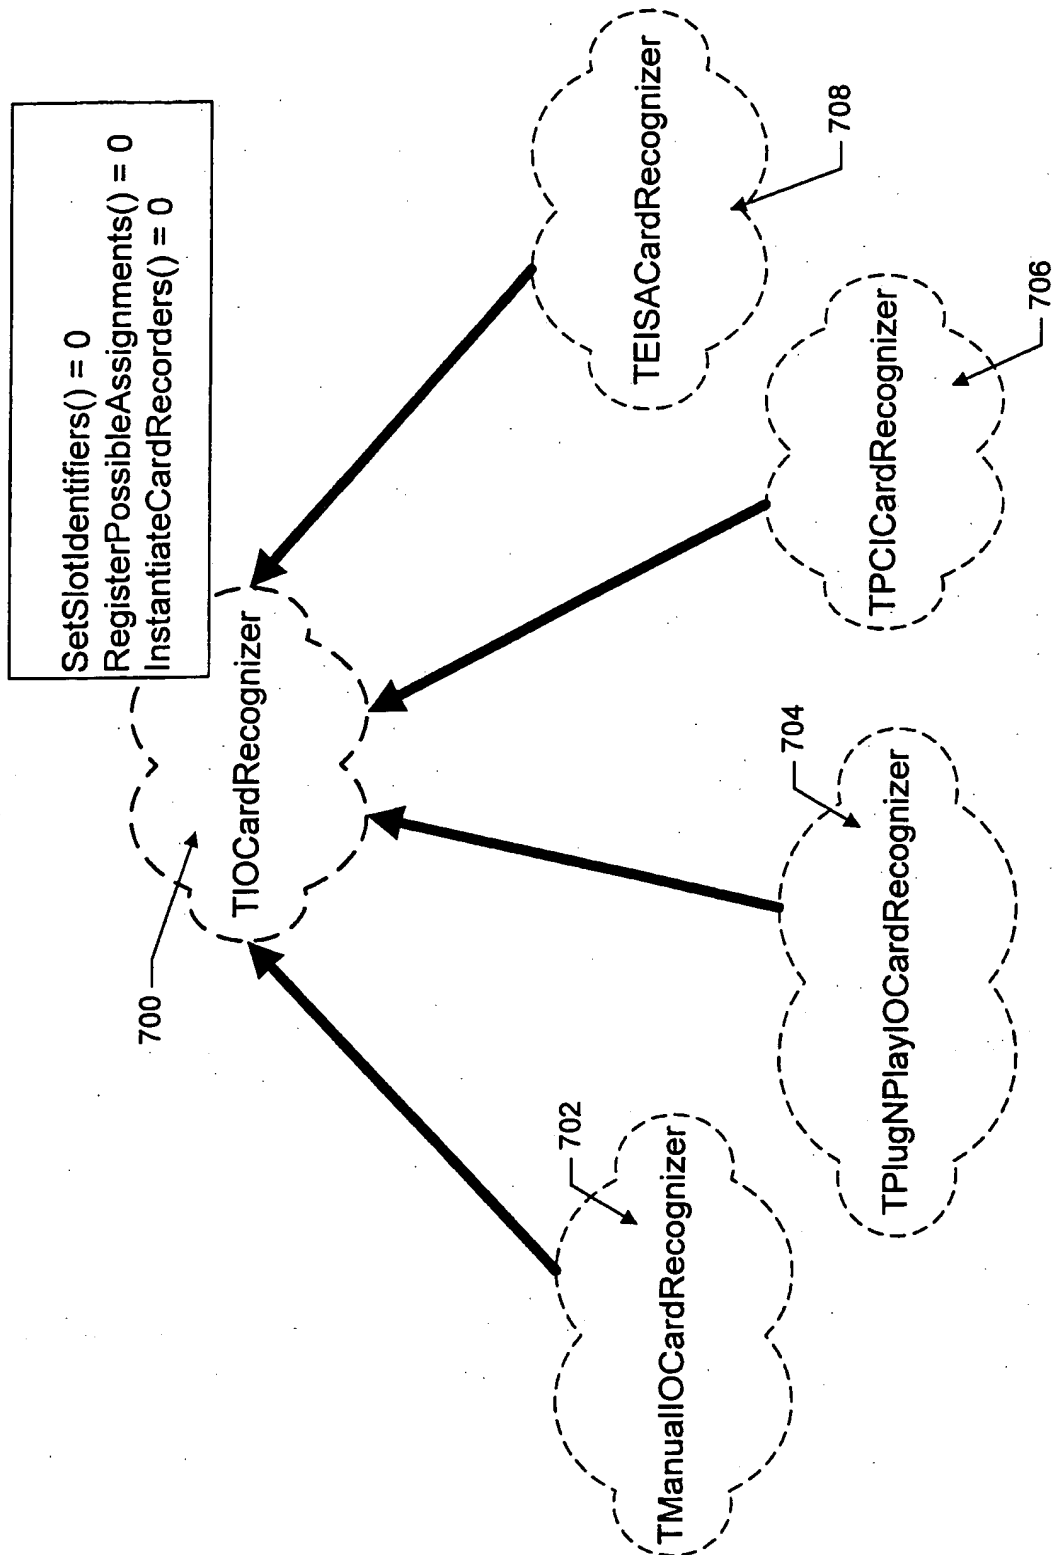 SetSlotIdentifiers() = 0
RegisterPossibleAssignments() = 0
InstantiateCardRecorders() = 0
700
TIOCardRecognizer
702
TManualIOCardRecognizer
704
TPlugNPlayIOCardRecognizer
706
TPCICardRecognizer
708
TEISACardRecognizer